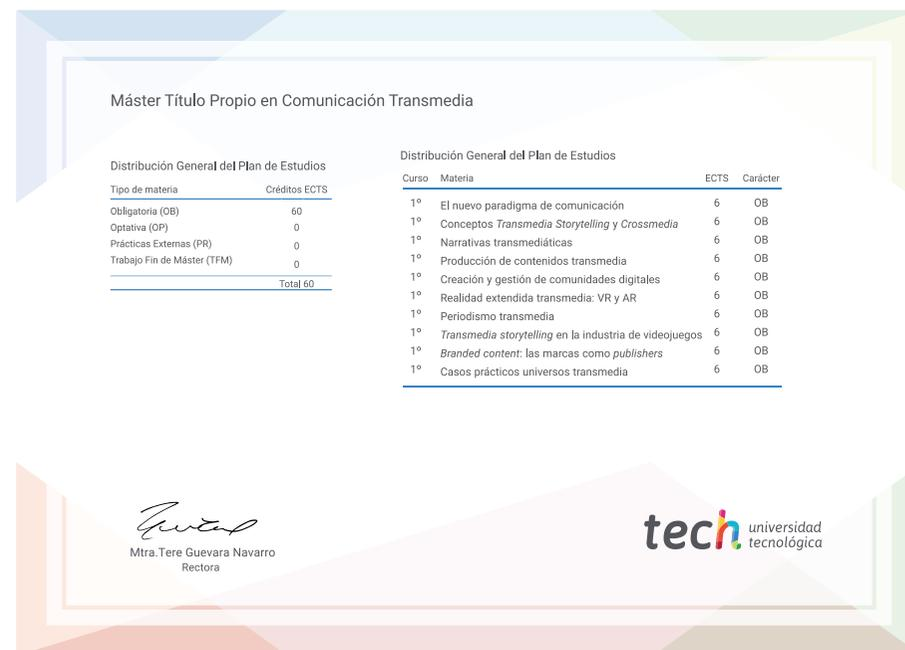 Máster Título Propio en Comunicación Transmedia
Distribución General del Plan de Estudios
Tipo de materia Créditos ECTS
Obligatoria (OB) 60
Optativa (OP) 0
Prácticas Externas (PR) 0
Trabajo Fin de Máster (TFM) 0
Total 60
Distribución General del Plan de Estudios
Curso Materia ECTS Carácter
1º El nuevo paradigma de comunicación 6 OB
1º Conceptos Transmedia Storytelling y Crossmedia 6 OB
1º Narrativas transmediáticas 6 OB
1º Producción de contenidos transmedia 6 OB
1º Creación y gestión de comunidades digitales 6 OB
1º Realidad extendida transmedia: VR y AR 6 OB
1º Periodismo transmedia 6 OB
1º Transmedia storytelling en la industria de videojuegos 6 OB
1º Branded content: las marcas como publishers 6 OB
1º Casos prácticos universos transmedia 6 OB
Mtra.Tere Guevara Navarro
Rectora
tech universidad
tecnológica